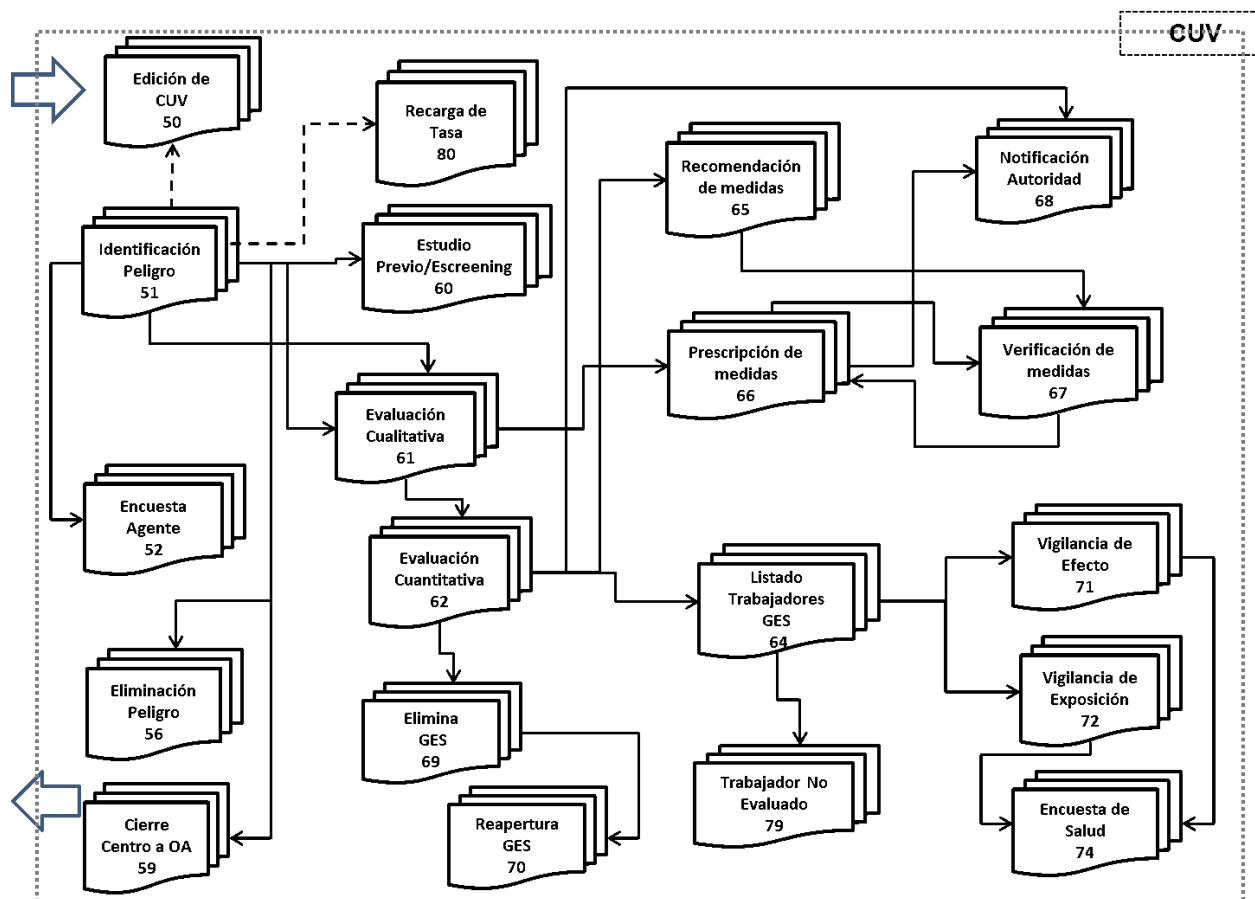 CUV
Edición de
CUV
50
Recarga de
Tasa
80
Recomendación
de medidas
65
Notificación
Autoridad
68
Identificación
Peligro
51
Estudio
Previo/Escreening
60
Prescripción de
medidas
66
Verificación de
medidas
67
Evaluación
Cualitativa
61
Encuesta
Agente
52
Evaluación
Cuantitativa
62
Listado
Trabajadores
GES
64
Vigilancia de
Efecto
71
Eliminación
Peligro
56
Elimina
GES
69
Vigilancia de
Exposición
72
Cierre
Centro a OA
59
Reapertura
GES
70
Trabajador No
Evaluado
79
Encuesta de
Salud
74